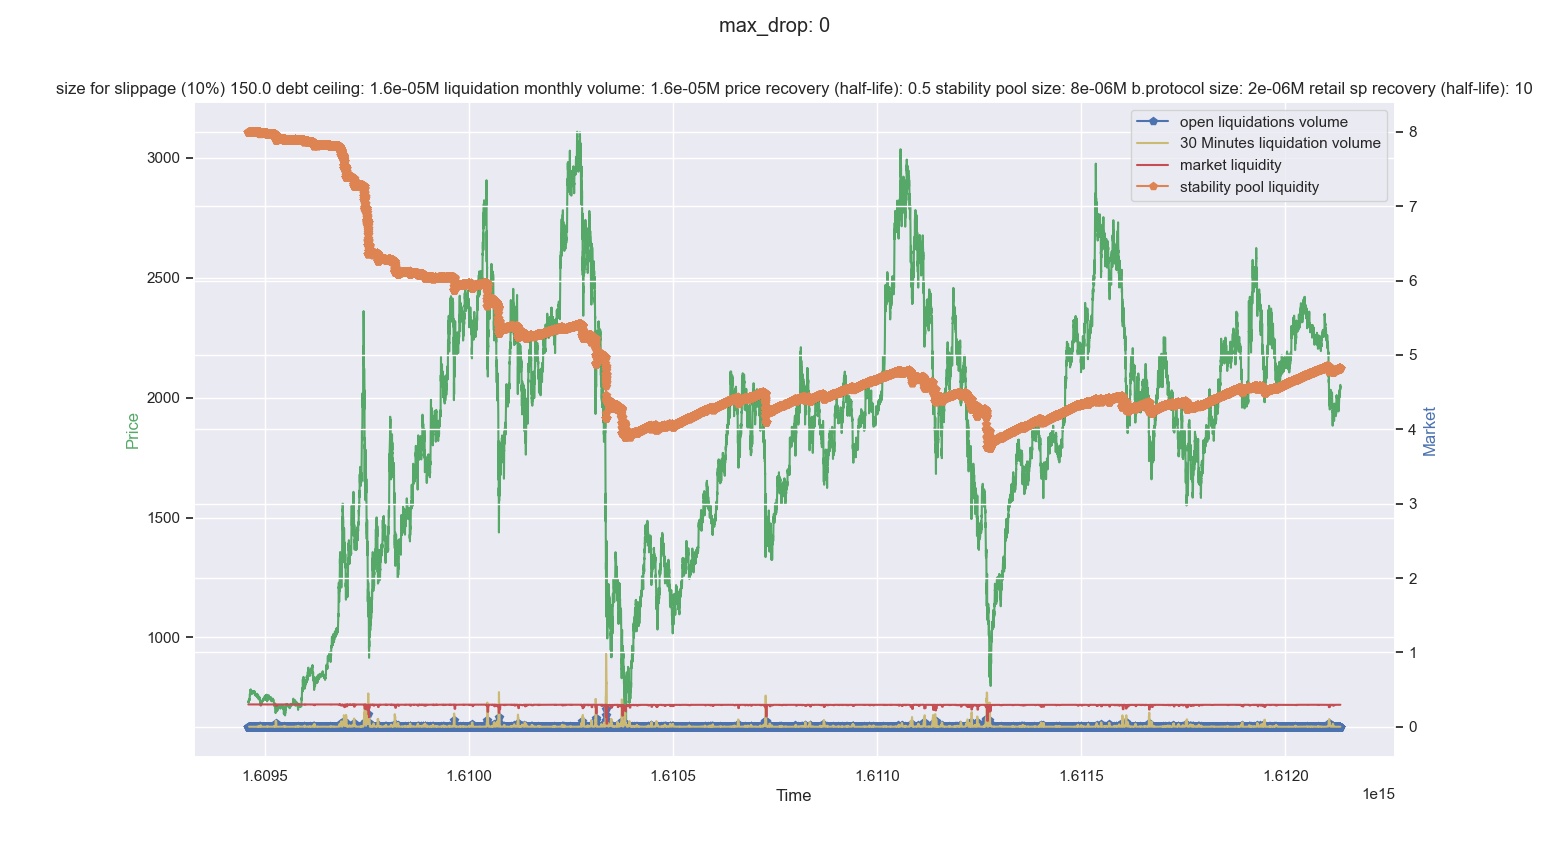 max_drop: 0
size for slippage (10%) 150.0 debt ceiling: 1.6e-05M liquidation monthly volume: 1.6e-05M price recovery (half-life): 0.5 stability pool size: 8e-06M b.protocol size: 2e-06M retail sp recovery (half-life): 10
open liquidations volume
30 Minutes liquidation volume
market liquidity
stability pool liquidity
3000
2500
2000
1500
1000
Price
8
7
6
5
4
3
2
1
0
Market
1.6095 1.6100 1.6105 1.6110 1.6115 1.6120
Time
1e15